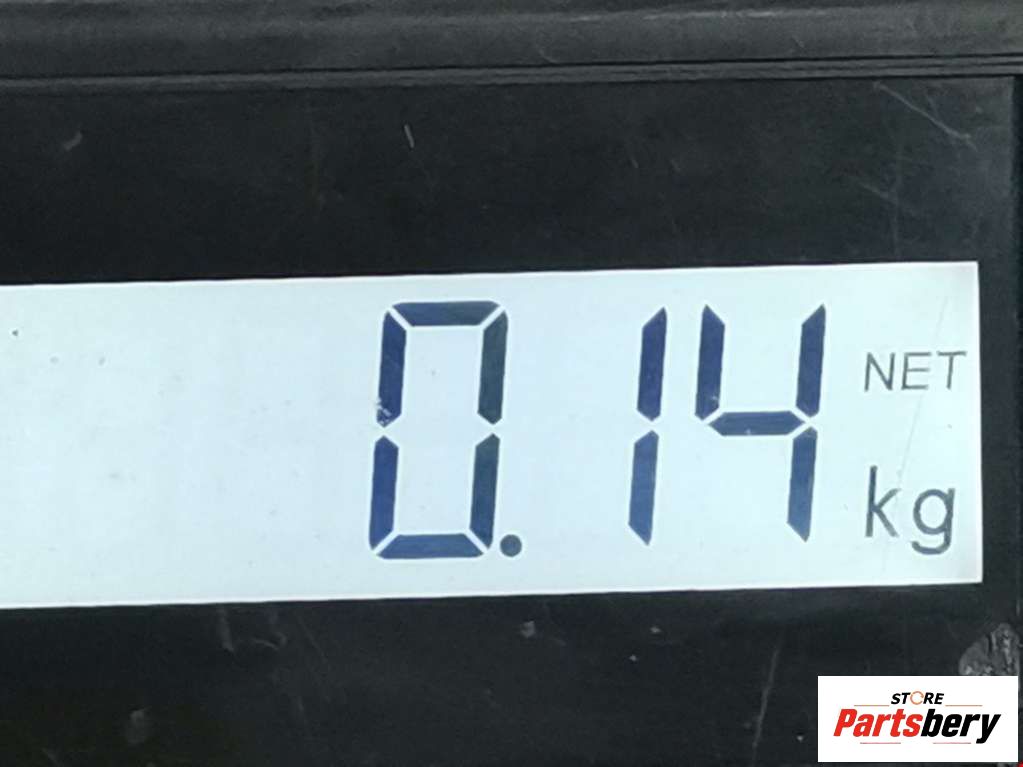 0.14
NET
kg
STORE
Partsbery